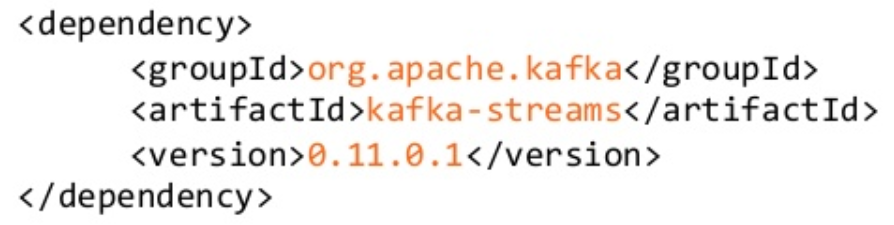 <dependency>
<groupId>org.apache.kafka</groupId>
<artifactId>kafka-streams</artifactId>
<version>0.11.0.1</version>
</dependency>